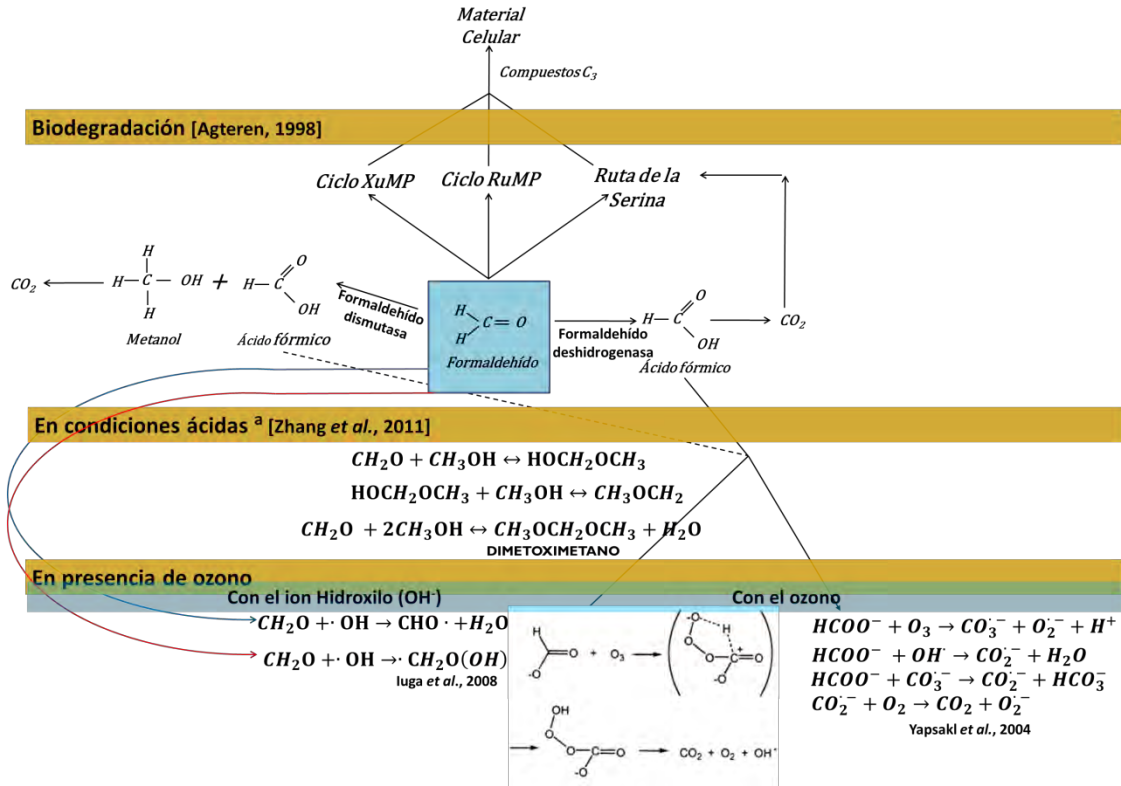 Material
Celular
Compuestos C₃
Biodegradación [Agteren, 1998]
Ciclo XuMP
Ciclo RuMP
Ruta de la
Serina
CO₂
H
H — C — OH
H
Metanol
+
H — C
O
OH
Ácido fórmico
Formaldehído
dismutasa
H
H
C = O
Formaldehído
Formaldehído
deshidrogenasa
H — C
O
OH
Ácido fórmico
CO₂
En condiciones ácidas ᵃ [Zhang et al., 2011]
CH₂O + CH₃OH ↔ HOCH₂OCH₃
HOCH₂OCH₃ + CH₃OH ↔ CH₃OCH₂
CH₂O + 2CH₃OH ↔ CH₃OCH₂OCH₃ + H₂O
DIMETOXIMETANO
En presencia de ozono
Con el ion Hidroxilo (OH·)
CH₂O +· OH → CHO · +H₂O
CH₂O +· OH →· CH₂O(OH)
Iuga et al., 2008
H
C=O
-O
+ O₃
-O
H
O
O—C=O
+
-O
OH
O
O—C=O
-O
CO₂ + O₂ + OH⁻
Con el ozono
HCOO⁻ + O₃ → CO₃·⁻ + O₂·⁻ + H⁺
HCOO⁻ + OH· → CO₂·⁻ + H₂O
HCOO⁻ + CO₃·⁻ → CO₂·⁻ + HCO₃⁻
CO₂·⁻ + O₂ → CO₂ + O₂·⁻
Yapsakl et al., 2004